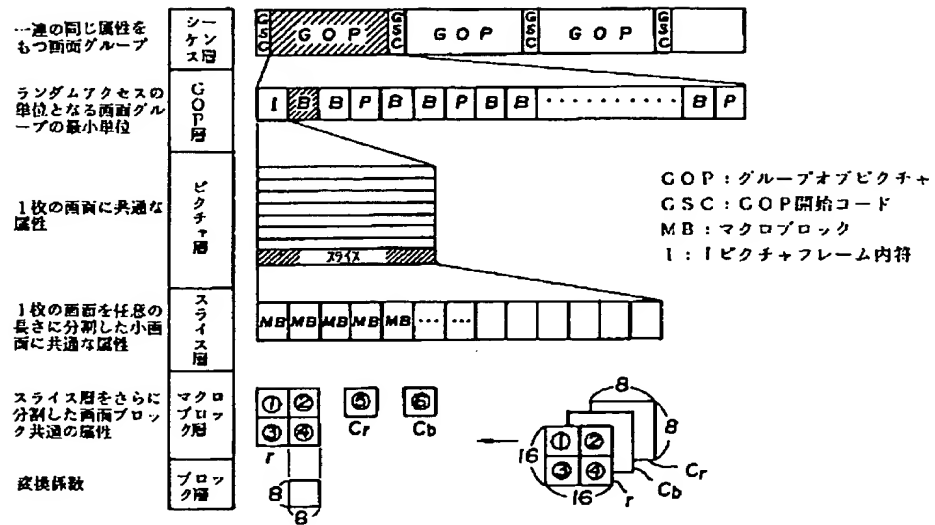 一連の同じ属性を
もつ画面グループ
シー
ケン
ス層
GSC
GOP
GSC
GOP
GSC
GOP
GSC
ランダムアクセスの
単位となる画面グル
ープの最小単位
GOP層
I B B P B B P B B ・・・・・・・・・・ B P
1枚の画面に共通な
属性
ピクチャ層
スライス
GOP:グループオブピクチャ
GSC:GOP開始コード
MB:マクロブロック
I:Iピクチャフレーム内符
1枚の画面を任意の
長さに分割した小画
面に共通な属性
スライス層
MB MB MB MB MB … …
スライス層をさらに
分割した画面ブロッ
ク共通の属性
マクロ
ブロッ
ク層
① ②
③ ④
r
⑤
Cr
⑥
Cb
8
8
16
① ②
③ ④
16
r
Cb
Cr
変換係数
ブロッ
ク層
8
8